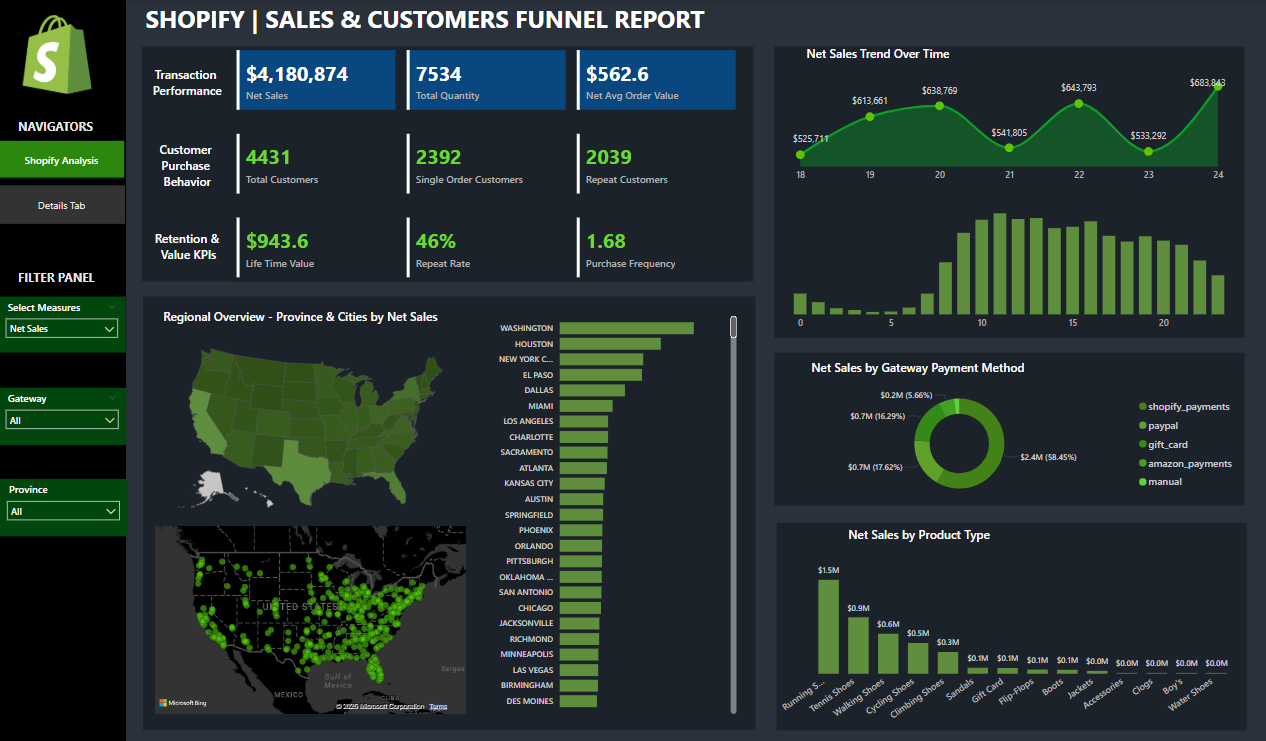 SHOPIFY | SALES & CUSTOMERS FUNNEL REPORT
S
NAVIGATORS
Shopify Analysis
Details Tab
FILTER PANEL
Select Measures
Net Sales
Gateway
All
Province
All
Transaction
Performance
$4,180,874
Net Sales
7534
Total Quantity
$562.6
Net Avg Order Value
Customer
Purchase
Behavior
4431
Total Customers
2392
Single Order Customers
2039
Repeat Customers
Retention &
Value KPIs
$943.6
Life Time Value
46%
Repeat Rate
1.68
Purchase Frequency
Regional Overview - Province & Cities by Net Sales
WASHINGTON
HOUSTON
NEW YORK C...
EL PASO
DALLAS
MIAMI
LOS ANGELES
CHARLOTTE
SACRAMENTO
ATLANTA
KANSAS CITY
AUSTIN
SPRINGFIELD
PHOENIX
ORLANDO
PITTSBURGH
OKLAHOMA ...
SAN ANTONIO
CHICAGO
JACKSONVILLE
RICHMOND
MINNEAPOLIS
LAS VEGAS
BIRMINGHAM
DES MOINES
UNITED STATES
Gulf of
Mexico
MEXICO
CUBA
Microsoft Bing
© 2025 Microsoft Corporation Terms
Net Sales Trend Over Time
$525,711
$613,661
$638,769
$541,805
$643,793
$533,292
$683,843
18 19 20 21 22 23 24
0 5 10 15 20
Net Sales by Gateway Payment Method
$0.2M (5.66%)
$0.7M (16.29%)
$0.7M (17.62%)
$2.4M (58.45%)
shopify_payments
paypal
gift_card
amazon_payments
manual
Net Sales by Product Type
$1.5M
$0.9M
$0.6M
$0.5M
$0.3M
$0.1M
$0.1M
$0.1M
$0.1M
$0.0M
$0.0M
$0.0M
$0.0M
$0.0M
Running S...
Tennis Shoes
Walking Shoes
Cycling Shoes
Climbing Shoes
Sandals
Gift Card
Flip-Flops
Boots
Jackets
Accessories
Clogs
Boy's
Water Shoes